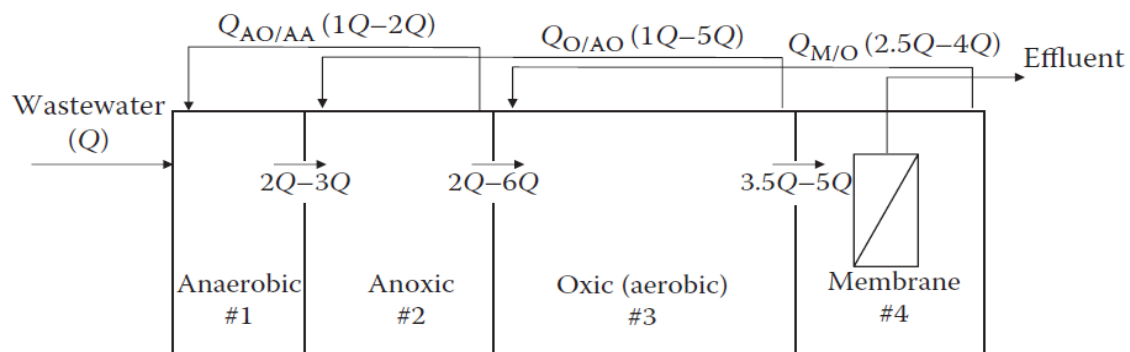 Q_AO/AA (1Q–2Q)
Q_O/AO (1Q–5Q)
Q_M/O (2.5Q–4Q)
Effluent
Wastewater
(Q)
2Q–3Q
2Q–6Q
3.5Q–5Q
Anaerobic
#1
Anoxic
#2
Oxic (aerobic)
#3
Membrane
#4